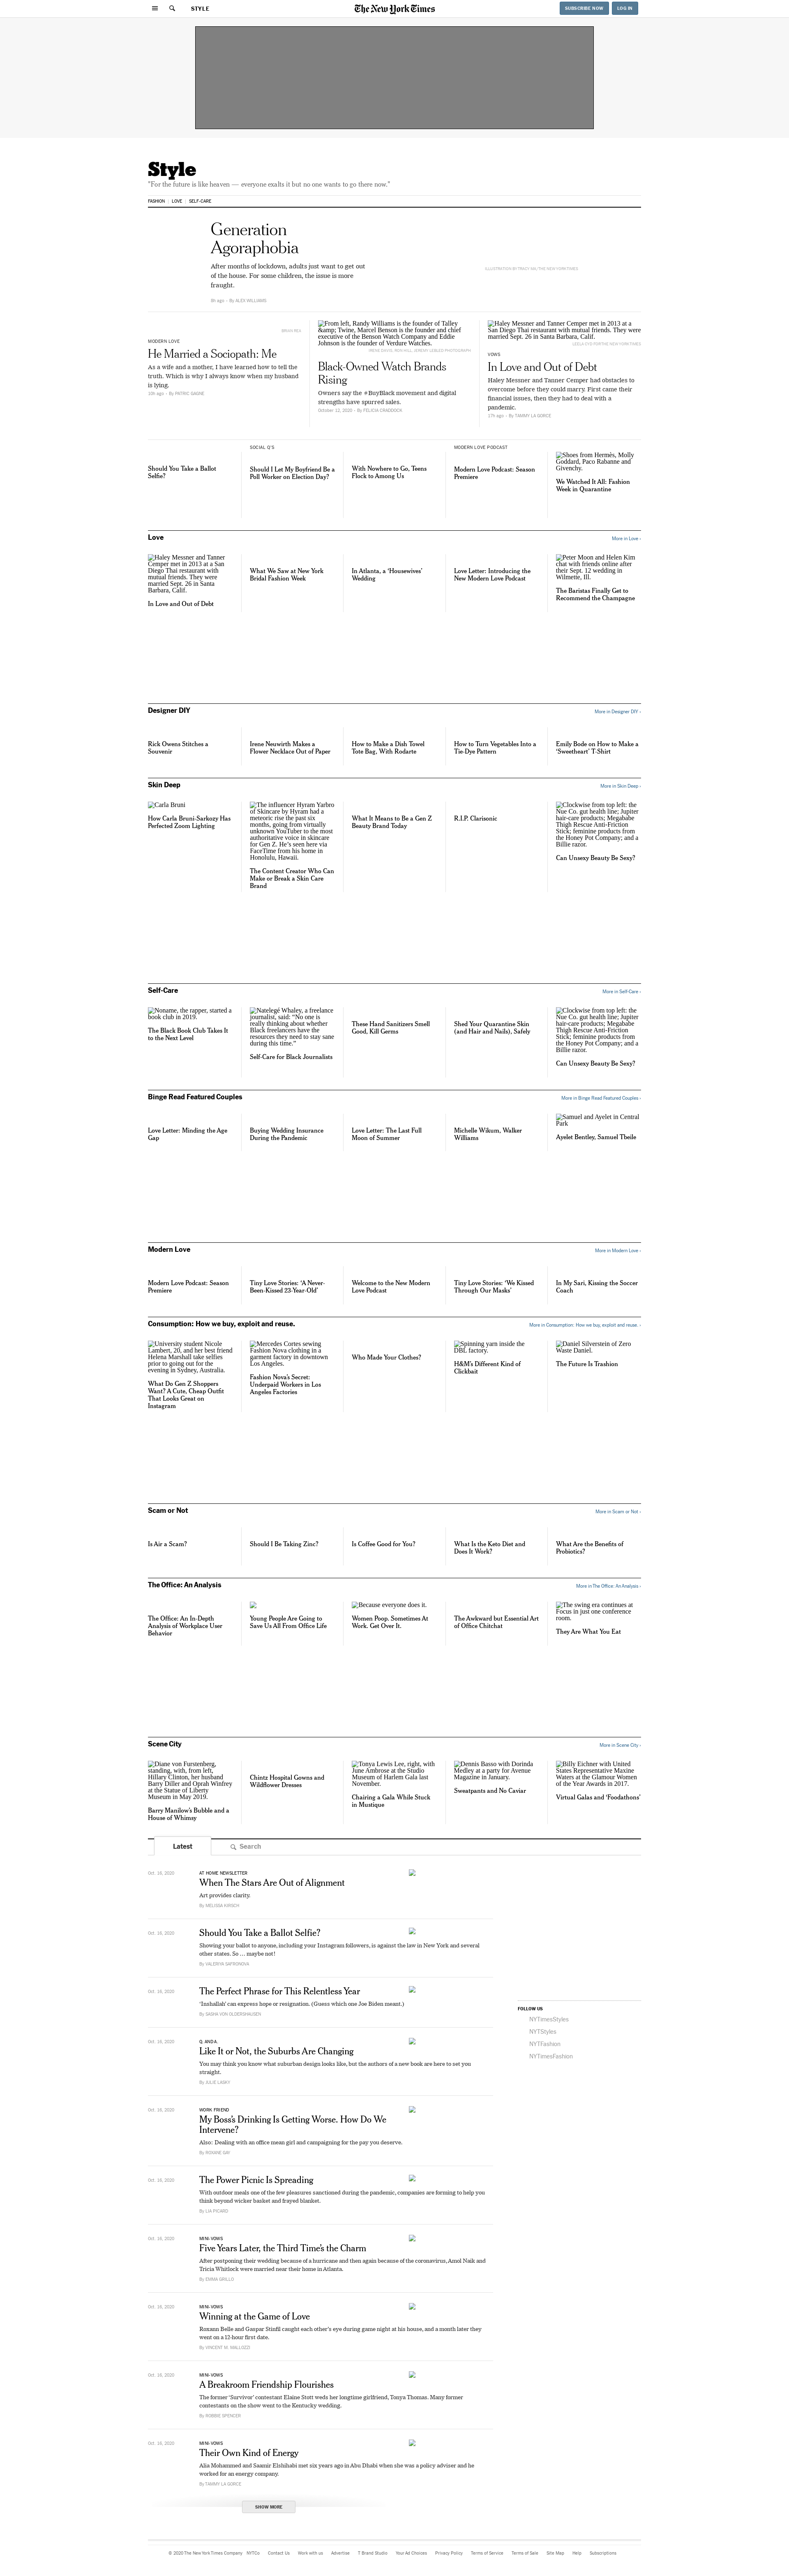 STYLE
The New York Times
SUBSCRIBE NOW
LOG IN
Style
"For the future is like heaven — everyone exalts it but no one wants to go there now."
FASHION
LOVE
SELF-CARE
Generation
Agoraphobia
After months of lockdown, adults just want to get out
of the house. For some children, the issue is more
fraught.
9h ago - By ALEX WILLIAMS
ILLUSTRATION BY TRACY MA/THE NEW YORK TIMES
BRIAN REA
MODERN LOVE
He Married a Sociopath: Me
As a wife and a mother, I have learned how to tell the
truth. Which is why I always know when my husband
is lying.
From left, Randy Williams is the founder of Talley
&amp; Twine, Marcel Benson is the founder and chief
executive of the Benson Watch Company and Eddie
Johnson is the founder of Verdure Watches.
Black-Owned Watch Brands
Rising
Owners say the #BuyBlack movement and digital
strengths have spurred sales.
October 13, 2020 - By FELICIA CRADDOCK
Haley Messner and Tanner Cemper met in 2013 at a
San Diego Thai restaurant with mutual friends. They were
married Sept. 26 in Santa Barbara, Calif.
VOWS
In Love and Out of Debt
Haley Messner and Tanner Cemper had obstacles to
overcome before they could marry. First came their
financial issues, then they had to deal with a
pandemic.
17h ago - By TAMMY LA GORCE
Should You Take a Ballot
Selfie?
SOCIAL Q'S
Should I Let My Boyfriend Be a
Poll Worker on Election Day?
With Nowhere to Go, Teens
Flock to Among Us
MODERN LOVE PODCAST
Modern Love Podcast: Season
Premiere
Shoes from Hermès, Molly
Goddard, Paco Rabanne and
Givenchy.
We Watched It All: Fashion
Week in Quarantine
Love
More in Love ›
Haley Messner and Tanner
Cemper met in 2013 at a San
Diego Thai restaurant with
mutual friends. They were
married Sept. 26 in Santa
Barbara, Calif.
In Love and Out of Debt
What We Saw at New York
Bridal Fashion Week
In Atlanta, a ‘Housewives’
Wedding
Love Letter: Introducing the
New Modern Love Podcast
Peter Moon and Helen Kim
chat with friends online after
their Sept. 12 wedding in
Wilmette, Ill.
The Baristas Finally Get to
Recommend the Champagne
Designer DIY
More in Designer DIY ›
Rick Owens Stitches a
Souvenir
Irene Neuwirth Makes a
Flower Necklace Out of Paper
How to Make a Dish Towel
Tote Bag, With Rodarte
How to Turn Vegetables Into a
Tie-Dye Pattern
Emily Bode on How to Make a
‘Sweetheart’ T-Shirt
Skin Deep
More in Skin Deep ›
Carla Bruni
How Carla Bruni-Sarkozy Has
Perfected Zoom Lighting
The influencer Hyram Yarbro
of Skincare by Hyram had a
meteoric rise the past six
months, going from virtually
unknown YouTuber to the most
authoritative voice in skincare
for Gen Z. He’s seen here via
FaceTime from his home in
Honolulu, Hawaii.
The Content Creator Who Can
Make or Break a Skin Care
Brand
What It Means to Be a Gen Z
Beauty Brand Today
R.I.P. Clarisonic
Clockwise from top left: the
Nue Co. gut health line; Jupiter
hair-care products; Megababe
Thigh Rescue Anti-Friction
Stick; feminine products from
the Honey Pot Company; and a
Billie razor.
Can Unsexy Beauty Be Sexy?
Self-Care
More in Self-Care ›
Noname, the rapper, started a
book club in 2019.
The Black Book Club Takes It
to the Next Level
Natelegé Whaley, a freelance
journalist, said: “No one is
really thinking about whether
Black freelancers have the
resources they need to stay sane
during this time.”
Self-Care for Black Journalists
These Hand Sanitizers Smell
Good, Kill Germs
Shed Your Quarantine Skin
(and Hair and Nails), Safely
Clockwise from top left: the
Nue Co. gut health line; Jupiter
hair-care products; Megababe
Thigh Rescue Anti-Friction
Stick; feminine products from
the Honey Pot Company; and a
Billie razor.
Can Unsexy Beauty Be Sexy?
Binge Read Featured Couples
More in Binge Read Featured Couples ›
Love Letter: Minding the Age
Gap
Buying Wedding Insurance
During the Pandemic
Love Letter: The Last Full
Moon of Summer
Michelle Wikum, Walker
Williams
Samuel and Ayelet in Central
Park
Ayelet Bentley, Samuel Tbeile
Modern Love
More in Modern Love ›
Modern Love Podcast: Season
Premiere
Tiny Love Stories: ‘A Never-
Been-Kissed 23-Year-Old’
Welcome to the New Modern
Love Podcast
Tiny Love Stories: ‘We Kissed
Through Our Masks’
In My Sari, Kissing the Soccer
Coach
Consumption: How we buy, exploit and reuse.
More in Consumption: How we buy, exploit and reuse. ›
University student Nicole
Lambert, 20, and her best friend
Helena Marshall take selfies
prior to going out for the
evening in Sydney, Australia.
What Do Gen Z Shoppers
Want? A Cute, Cheap Outfit
That Looks Great on
Instagram
Mercedes Cortes sewing
Fashion Nova clothing in a
garment factory in downtown
Los Angeles.
Fashion Nova’s Secret:
Underpaid Workers in Los
Angeles Factories
Who Made Your Clothes?
Spinning yarn inside the
DBL factory.
H&M’s Different Kind of
Clickbait
Daniel Silverstein of Zero
Waste Daniel.
The Future Is Trashion
Scam or Not
More in Scam or Not ›
Is Air a Scam?
Should I Be Taking Zinc?
Is Coffee Good for You?
What Is the Keto Diet and
Does It Work?
What Are the Benefits of
Probiotics?
The Office: An Analysis
More in The Office: An Analysis ›
The Office: An In-Depth
Analysis of Workplace User
Behavior
Young People Are Going to
Save Us All From Office Life
Because everyone does it.
Women Poop. Sometimes At
Work. Get Over It.
The Awkward but Essential Art
of Office Chitchat
The swing era continues at
Focus in just one conference
room.
They Are What You Eat
Scene City
More in Scene City ›
Diane von Furstenberg,
standing, with, from left,
Hillary Clinton, her husband
Barry Diller and Oprah Winfrey
at the Statue of Liberty
Museum in May 2019.
Barry Manilow’s Bubble and a
House of Whimsy
Chintz Hospital Gowns and
Wildflower Dresses
Tonya Lewis Lee, right, with
June Ambrose at the Studio
Museum of Harlem Gala last
November.
Chairing a Gala While Stuck
in Mustique
Dennis Basso with Dorinda
Medley at a party for Avenue
Magazine in January.
Sweatpants and No Caviar
Billy Eichner with United
States Representative Maxine
Waters at the Glamour Women
of the Year Awards in 2017.
Virtual Galas and ‘Foodathons’
Latest
Search
Oct. 16, 2020
AT HOME NEWSLETTER
When The Stars Are Out of Alignment
Art provides clarity.
By MELISSA KIRSCH
Oct. 16, 2020
Should You Take a Ballot Selfie?
Showing your ballot to anyone, including your Instagram followers, is against the law in New York and several
other states. So … maybe not!
By VALERIYA SAFRONOVA
Oct. 16, 2020
The Perfect Phrase for This Relentless Year
‘Inshallah’ can express hope or resignation. (Guess which one Joe Biden meant.)
By SASHA VON OLDERSHAUSEN
Oct. 16, 2020
Q. AND A.
Like It or Not, the Suburbs Are Changing
You may think you know what suburban design looks like, but the authors of a new book are here to set you
straight.
By JULIE LASKY
Oct. 16, 2020
WORK FRIEND
My Boss’s Drinking Is Getting Worse. How Do We
Intervene?
Also: Dealing with an office mean girl and campaigning for the pay you deserve.
By ROXANE GAY
Oct. 16, 2020
The Power Picnic Is Spreading
With outdoor meals one of the few pleasures sanctioned during the pandemic, companies are forming to help you
think beyond wicker basket and frayed blanket.
By LIA PICARD
Oct. 16, 2020
MINI-VOWS
Five Years Later, the Third Time’s the Charm
After postponing their wedding because of a hurricane and then again because of the coronavirus, Amol Naik and
Tricia Whitlock were married near their home in Atlanta.
By EMMA GRILLO
Oct. 16, 2020
MINI-VOWS
Winning at the Game of Love
Roxann Belle and Gaspar Stinfil caught each other’s eye during game night at his house, and a month later they
went on a 12-hour first date.
By VINCENT M. MALLOZZI
Oct. 16, 2020
MINI-VOWS
A Breakroom Friendship Flourishes
The former ‘Survivor’ contestant Elaine Stott weds her longtime girlfriend, Tonya Thomas. Many former
contestants on the show went to the Kentucky wedding.
By ROBBIE SPENCER
Oct. 16, 2020
MINI-VOWS
Their Own Kind of Energy
Alia Mohammed and Saamir Elshihabi met six years ago in Abu Dhabi when she was a policy adviser and he
worked for an energy company.
By TAMMY LA GORCE
SHOW MORE
FOLLOW US
NYTimesStyles
NYTStyles
NYTFashion
NYTimesFashion
© 2020 The New York Times Company
NYTCo
Contact Us
Work with us
Advertise
T Brand Studio
Your Ad Choices
Privacy Policy
Terms of Service
Terms of Sale
Site Map
Help
Subscriptions